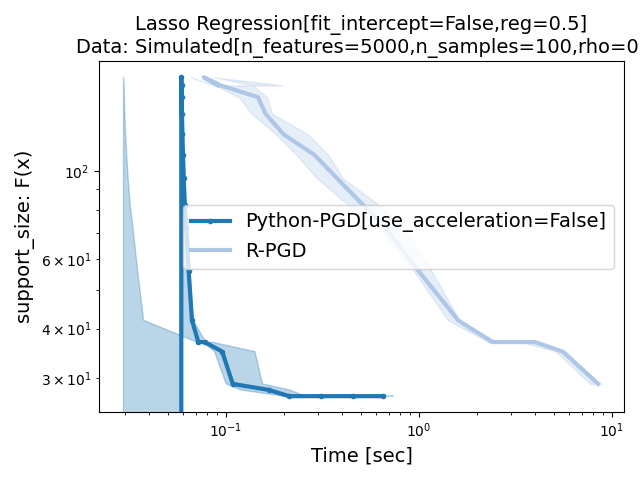 Lasso Regression[fit_intercept=False,reg=0.5]
Data: Simulated[n_features=5000,n_samples=100,rho=0
support_size: F(x)
10²
6 × 10¹
4 × 10¹
3 × 10¹
Python-PGD[use_acceleration=False]
R-PGD
10⁻¹ 10⁰ 10¹
Time [sec]